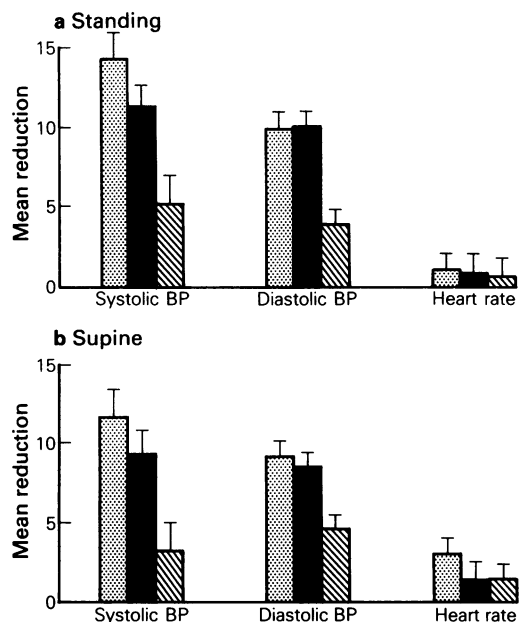 a Standing
15
10
5
0
Mean reduction
Systolic BP Diastolic BP Heart rate
b Supine
15
10
5
0
Mean reduction
Systolic BP Diastolic BP Heart rate